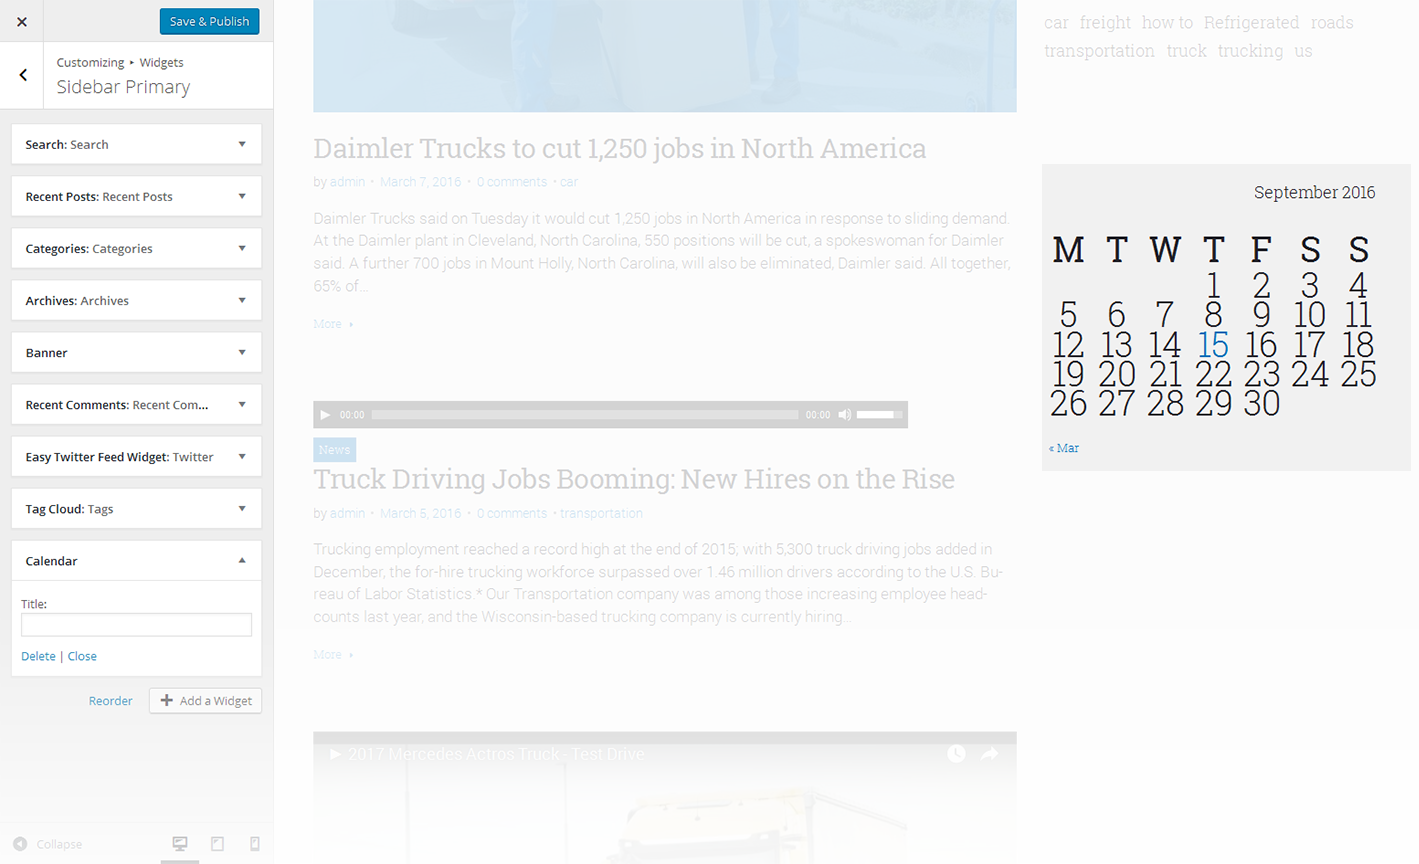 Save & Publish
Customizing ▸ Widgets
Sidebar Primary
Search: Search
Recent Posts: Recent Posts
Categories: Categories
Archives: Archives
Banner
Recent Comments: Recent Com...
Easy Twitter Feed Widget: Twitter
Tag Cloud: Tags
Calendar
Title:
Delete | Close
Reorder
Add a Widget
Collapse
Daimler Trucks to cut 1,250 jobs in North America
by admin • March 7, 2016 • 0 comments • car
Daimler Trucks said on Tuesday it would cut 1,250 jobs in North America in response to sliding demand.
At the Daimler plant in Cleveland, North Carolina, 550 positions will be cut, a spokeswoman for Daimler
said. A further 700 jobs in Mount Holly, North Carolina, will also be eliminated, Daimler said. All together,
65% of...
More
00:00 00:00
News
Truck Driving Jobs Booming: New Hires on the Rise
by admin • March 5, 2016 • 0 comments • transportation
Trucking employment reached a record high at the end of 2015; with 5,300 truck driving jobs added in
December, the for-hire trucking workforce surpassed over 1.46 million drivers according to the U.S. Bu-
reau of Labor Statistics.* Our Transportation company was among those increasing employee head-
counts last year, and the Wisconsin-based trucking company is currently hiring...
More
2017 Mercedes Actros Truck - Test Drive
car freight how to Refrigerated roads
transportation truck trucking us
September 2016
M T W T F S S
1 2 3 4
5 6 7 8 9 10 11
12 13 14 15 16 17 18
19 20 21 22 23 24 25
26 27 28 29 30
« Mar